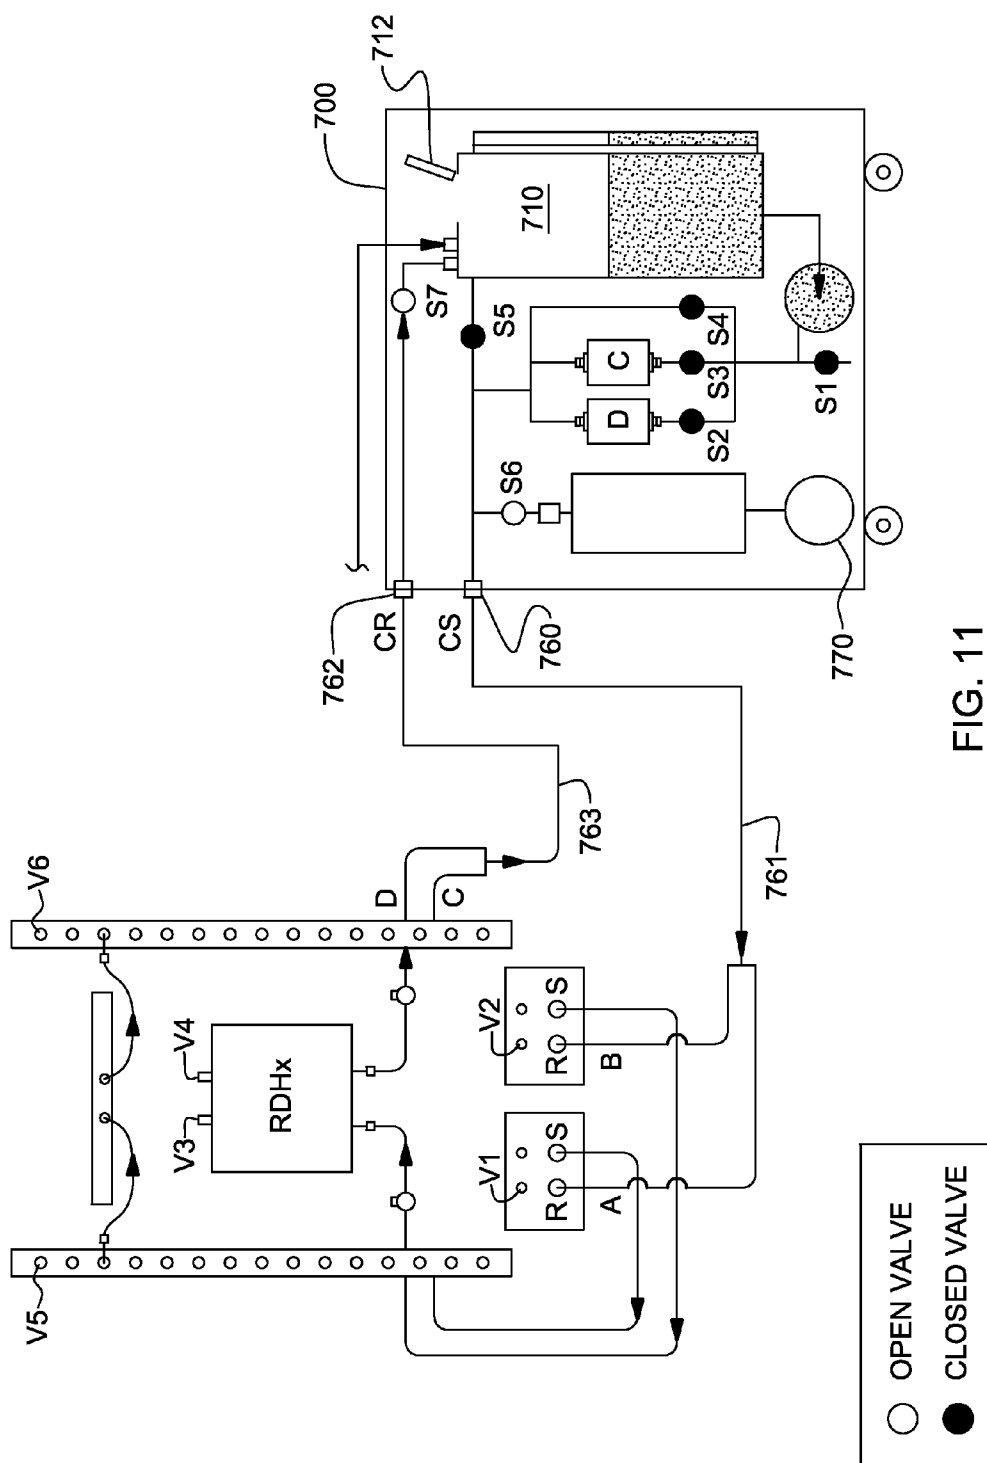 700
712
S7
710
S5
S4
C
S3
D
S2
S1
S6
762
CR
CS
760
770
763
761
V6
D
C
V4
V3
RDHx
V2
S
R
B
V1
S
R
A
V5
OPEN VALVE
CLOSED VALVE
FIG. 11